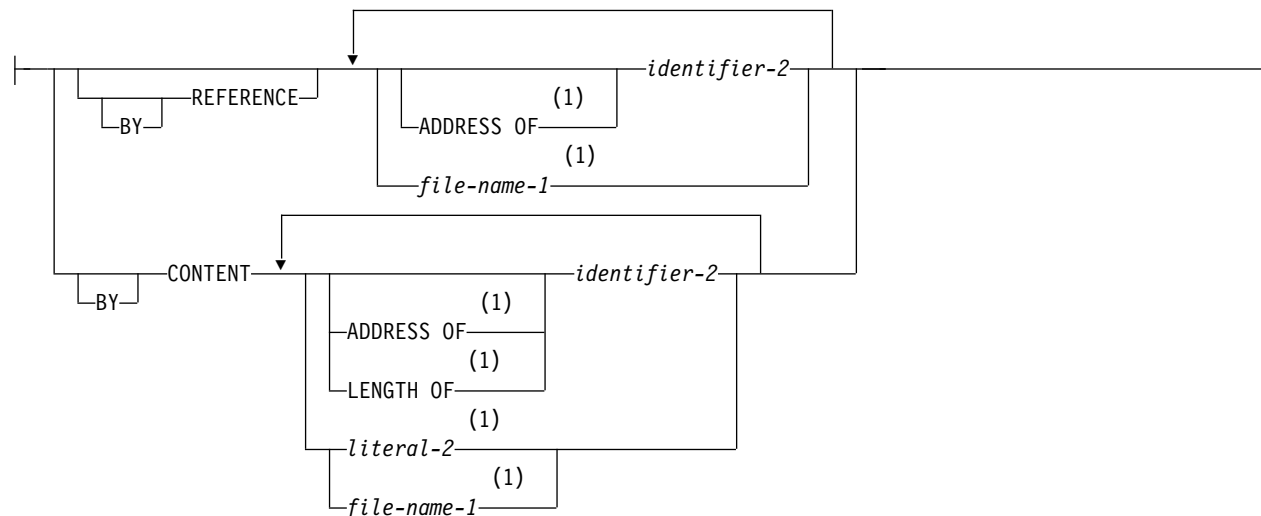 identifier-2
REFERENCE (1)
BY ADDRESS OF
(1)
file-name-1
CONTENT identifier-2
BY (1)
ADDRESS OF
(1)
LENGTH OF
(1)
literal-2
(1)
file-name-1